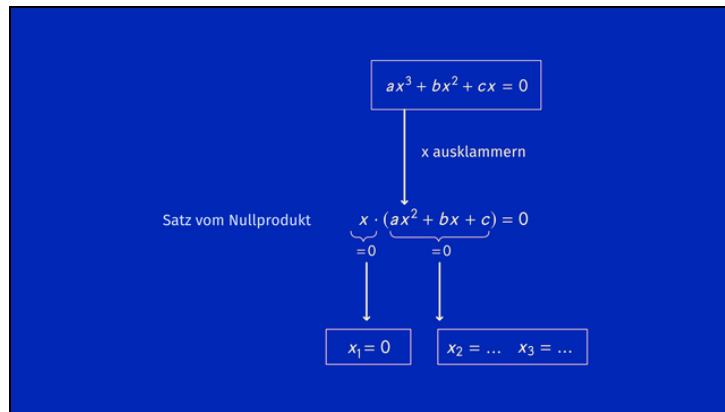 ax³ + bx² + cx = 0
x ausklammern
Satz vom Nullprodukt x · (ax² + bx + c) = 0
=0 =0
x₁ = 0 x₂ = ... x₃ = ...